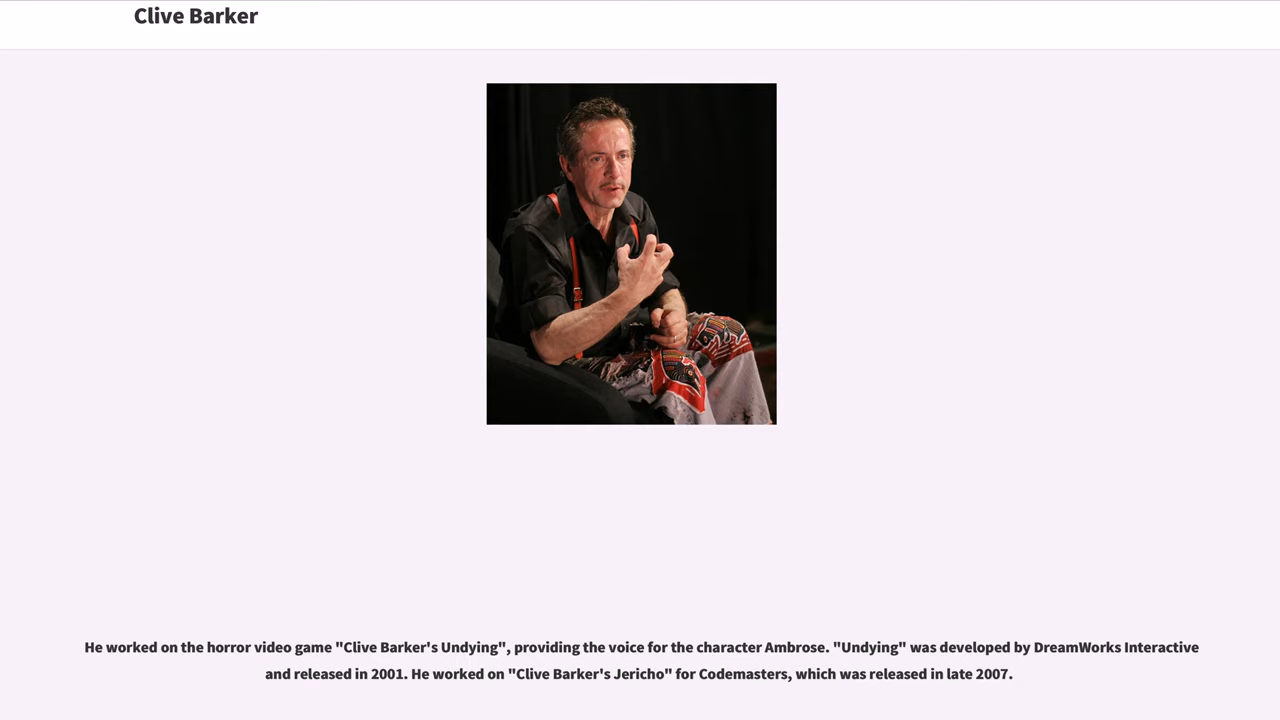 Clive Barker
He worked on the horror video game "Clive Barker's Undying", providing the voice for the character Ambrose. "Undying" was developed by DreamWorks Interactive
and released in 2001. He worked on "Clive Barker's Jericho" for Codemasters, which was released in late 2007.